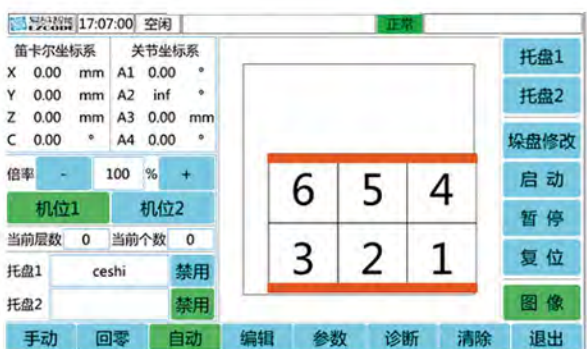 易控智能 EZCODE 17:07:00 空闲 正常
笛卡尔坐标系 关节坐标系
X 0.00 mm A1 0.00 °
Y 0.00 mm A2 inf °
Z 0.00 mm A3 0.00 mm
C 0.00 ° A4 0.00 °
倍率 - 100 % +
机位1 机位2
当前层数 0 当前个数 0
托盘1 ceshi 禁用
托盘2 禁用
6 5 4
3 2 1
托盘1
托盘2
垛盘修改
启动
暂停
复位
图像
手动 回零 自动 编辑 参数 诊断 清除 退出